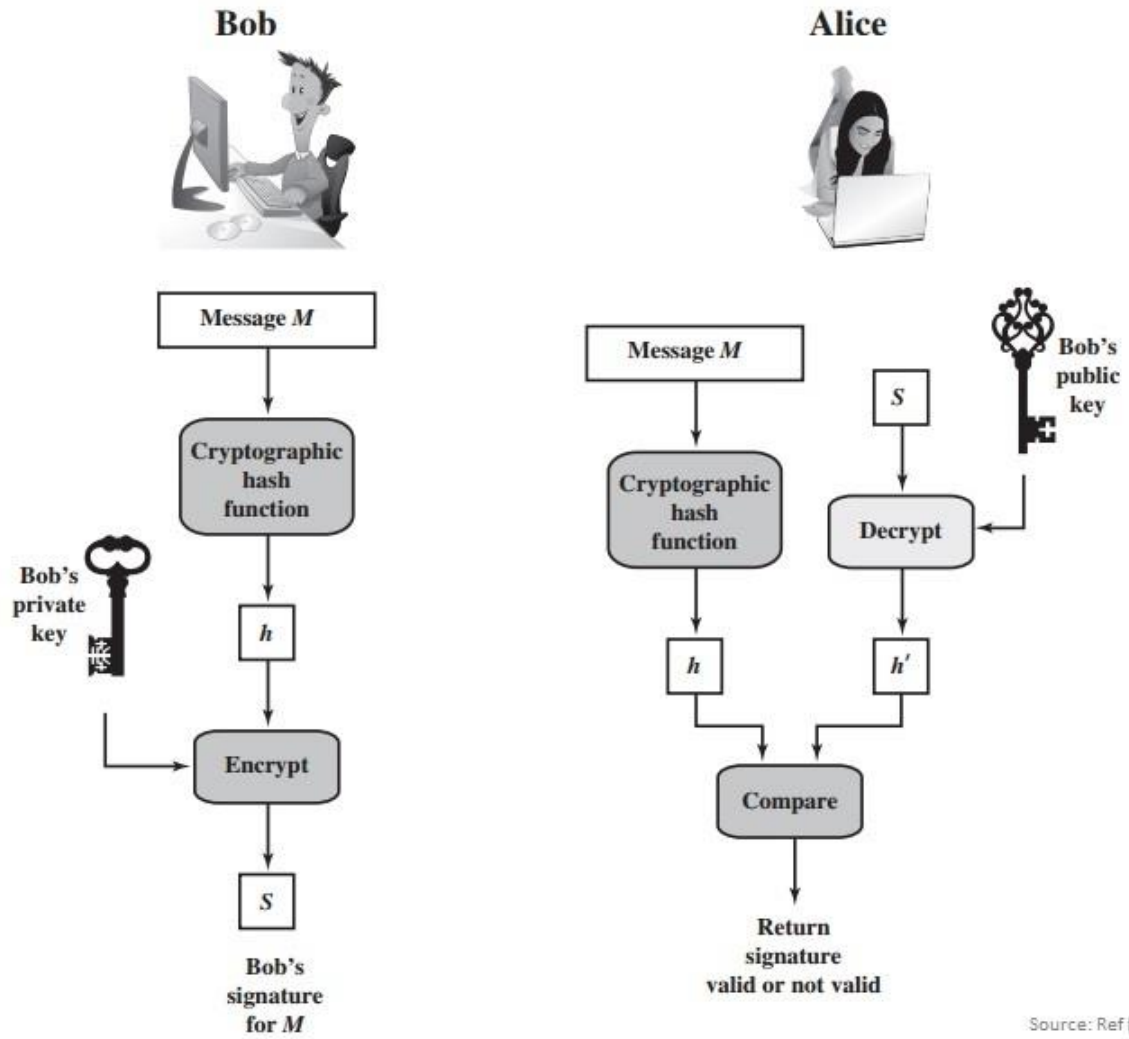 Bob
Alice
Message M
Cryptographic
hash
function
Bob's
private
key
h
Encrypt
S
Bob's
signature
for M
Message M
S
Bob's
public
key
Cryptographic
hash
function
Decrypt
h
h'
Compare
Return
signature
valid or not valid
Source: Ref